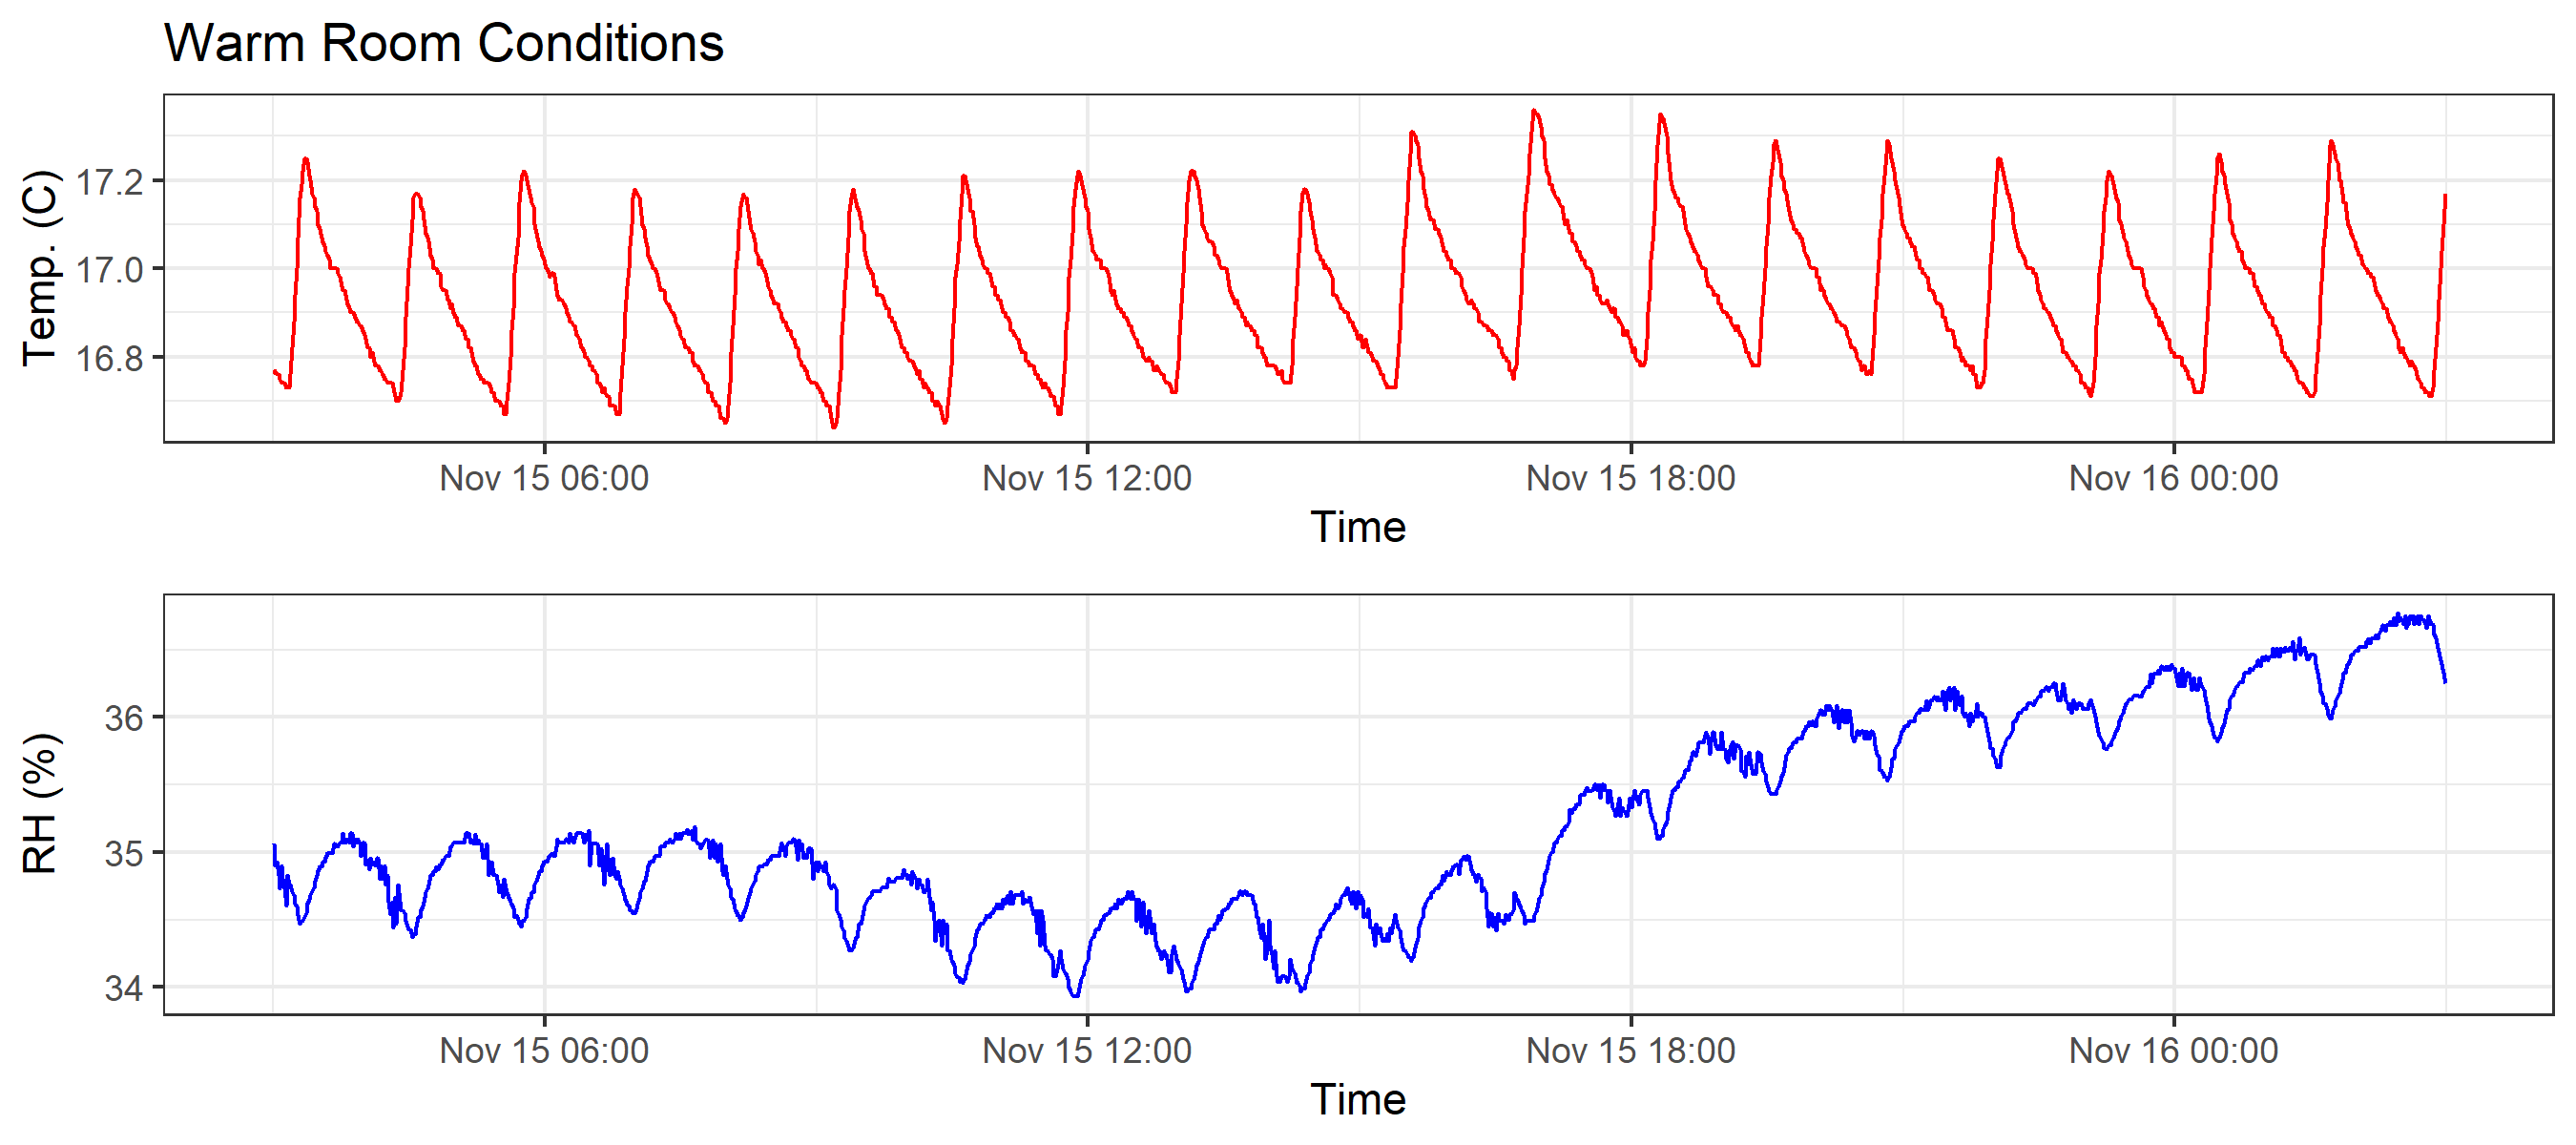 Warm Room Conditions
Temp. (C)
17.2
17.0
16.8
Nov 15 06:00 Nov 15 12:00 Nov 15 18:00 Nov 16 00:00
Time
RH (%)
36
35
34
Nov 15 06:00 Nov 15 12:00 Nov 15 18:00 Nov 16 00:00
Time